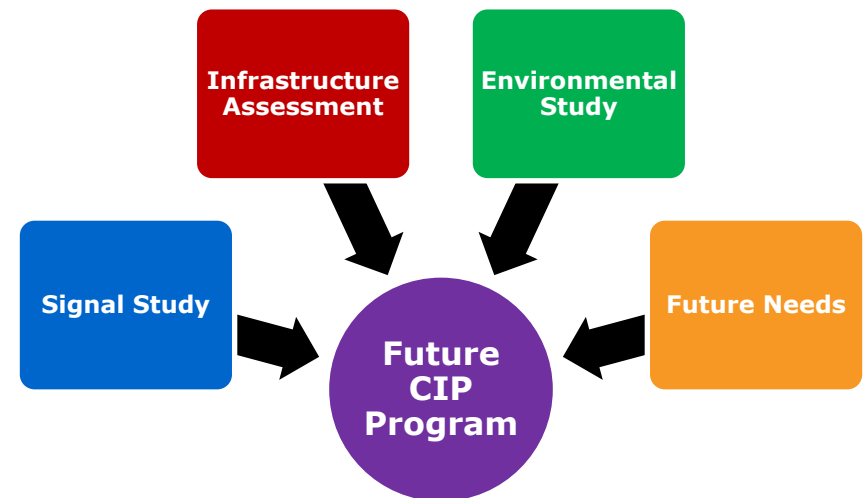 Infrastructure
Assessment
Environmental
Study
Signal Study
Future Needs
Future
CIP
Program